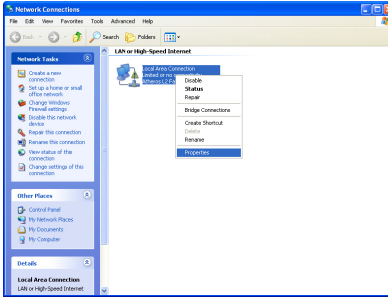 Network Connections
File Edit View Favorites Tools Advanced Help
Back Search Folders
Network Tasks
Create a new connection
Set up a home or small office network
Change Windows Firewall settings
Disable this network device
Repair this connection
Rename this connection
View status of this connection
Change settings of this connection
Other Places
Control Panel
My Network Places
My Documents
My Computer
Details
Local Area Connection
LAN or High-Speed Internet
LAN or High-Speed Internet
Local Area Connection
Limited or no
Atheros L2 Fa
Disable
Status
Repair
Bridge Connections
Create Shortcut
Delete
Rename
Properties